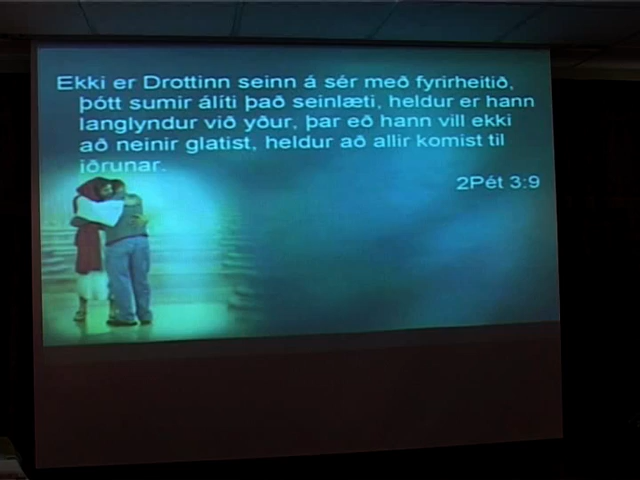 Ekki er Drottinn seinn á sér með fyrirheitið,
þótt sumir álíti það seinlæti, heldur er hann
langlyndur við yður, þar eð hann vill ekki
að neinir glatist, heldur að allir komist til
iðrunar.
2Pét 3:9